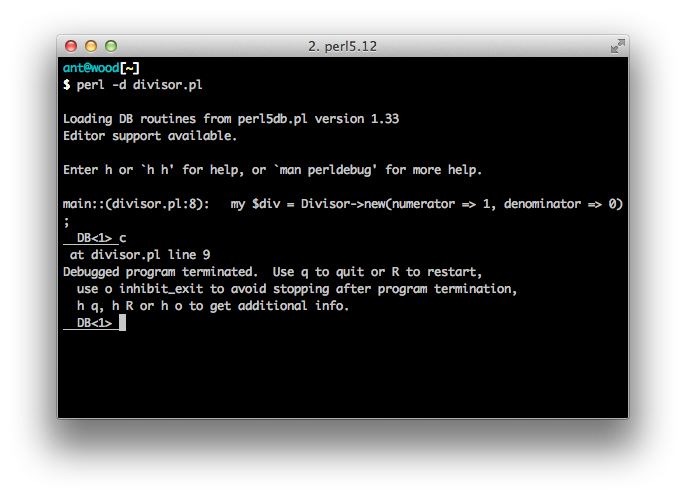 2. perl5.12
ant@wood[~]
$ perl -d divisor.pl
Loading DB routines from perl5db.pl version 1.33
Editor support available.
Enter h or `h h' for help, or `man perldebug' for more help.
main::(divisor.pl:8):   my $div = Divisor->new(numerator => 1, denominator => 0)
;
  DB<1> c
 at divisor.pl line 9
Debugged program terminated.  Use q to quit or R to restart,
  use o inhibit_exit to avoid stopping after program termination,
  h q, h R or h o to get additional info.
  DB<1>